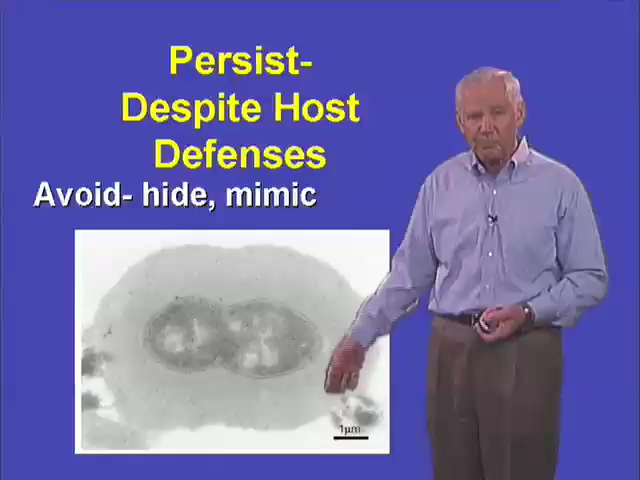 Persist-
Despite Host
Defenses
Avoid- hide, mimic
1µm